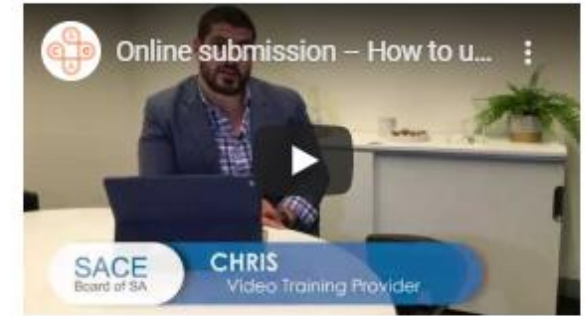 Online submission – How to u...
SACE
Board of SA
CHRIS
Video Training Provider